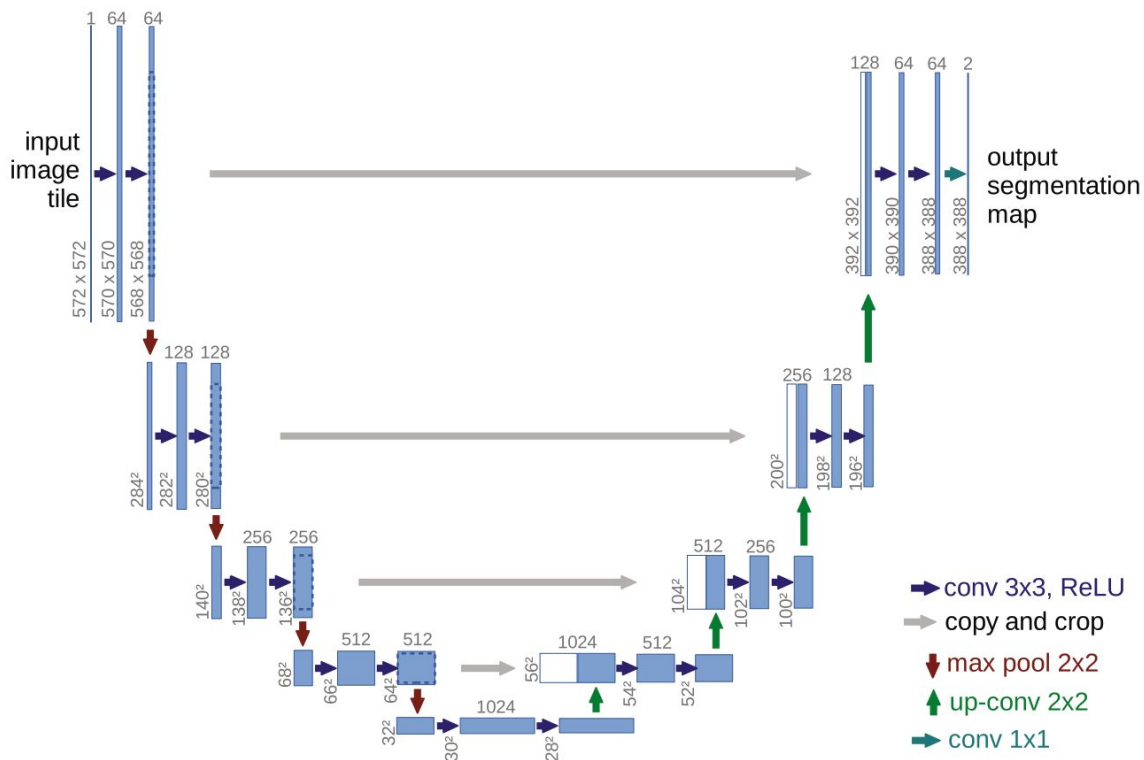 1 64 64
input
image
tile
572 x 572
570 x 570
568 x 568
128 64 64 2
output
segmentation
map
392 x 392
390 x 390
388 x 388
388 x 388
128 128
284²
282²
280²
256 128
200²
198²
196²
256 256
140²
138²
136²
512 256
104²
102²
100²
512 512
68²
66²
64²
1024 512
56²
54²
52²
1024
32²
30²
28²
conv 3x3, ReLU
copy and crop
max pool 2x2
up-conv 2x2
conv 1x1